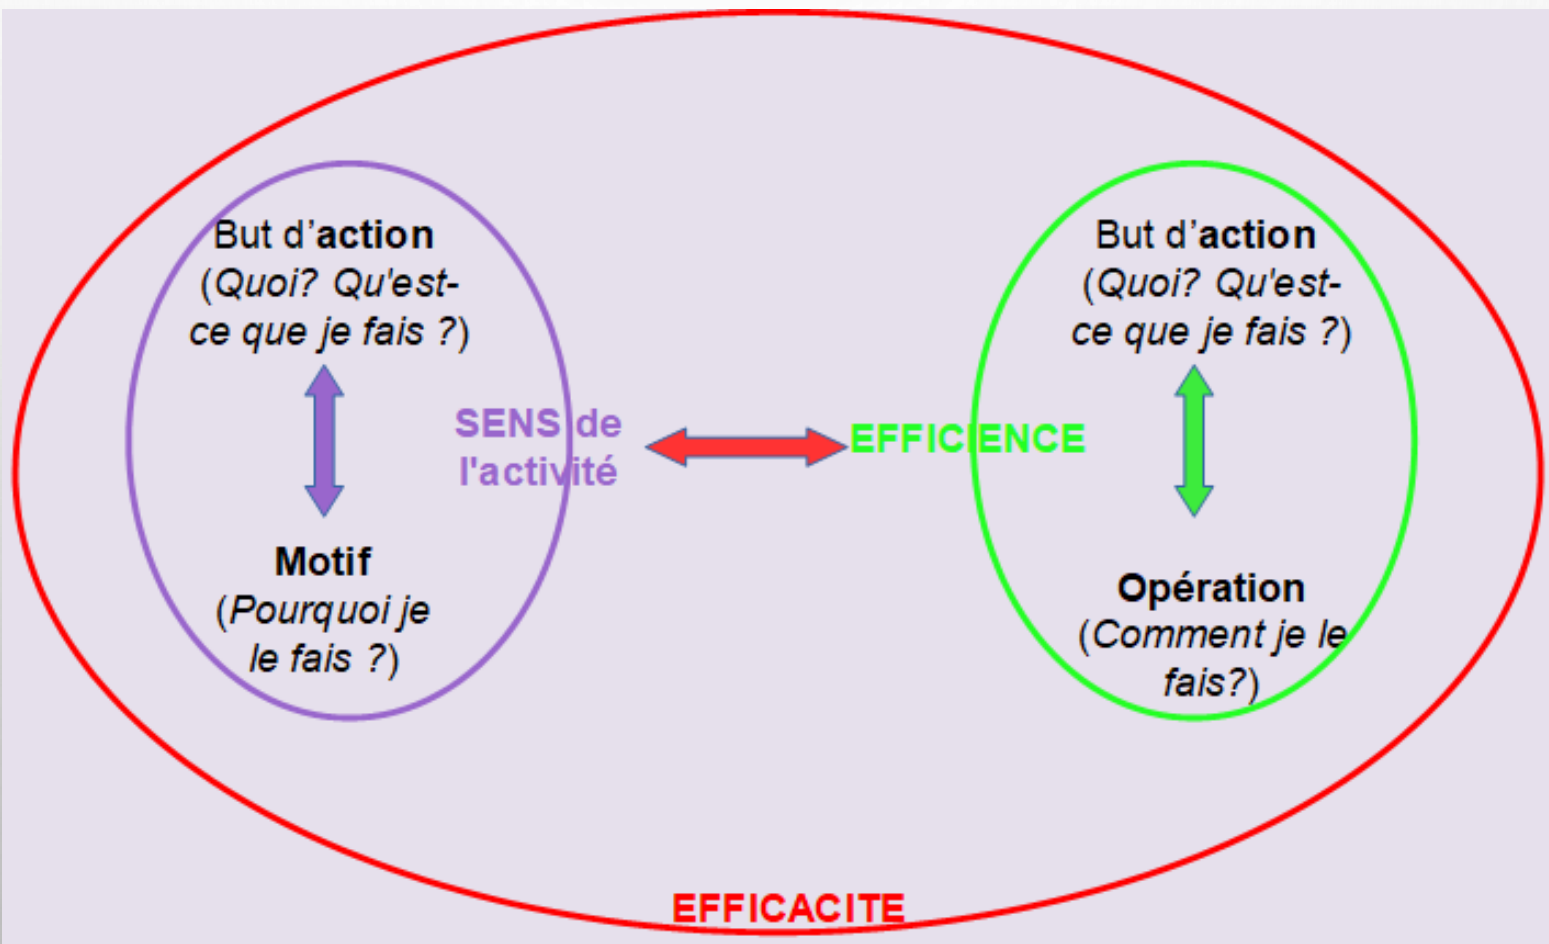 But d’action
(Quoi? Qu'est-
ce que je fais ?)
Motif
(Pourquoi je
le fais ?)
SENS de
l'activité
EFFICIENCE
But d’action
(Quoi? Qu'est-
ce que je fais ?)
Opération
(Comment je le
fais?)
EFFICACITE